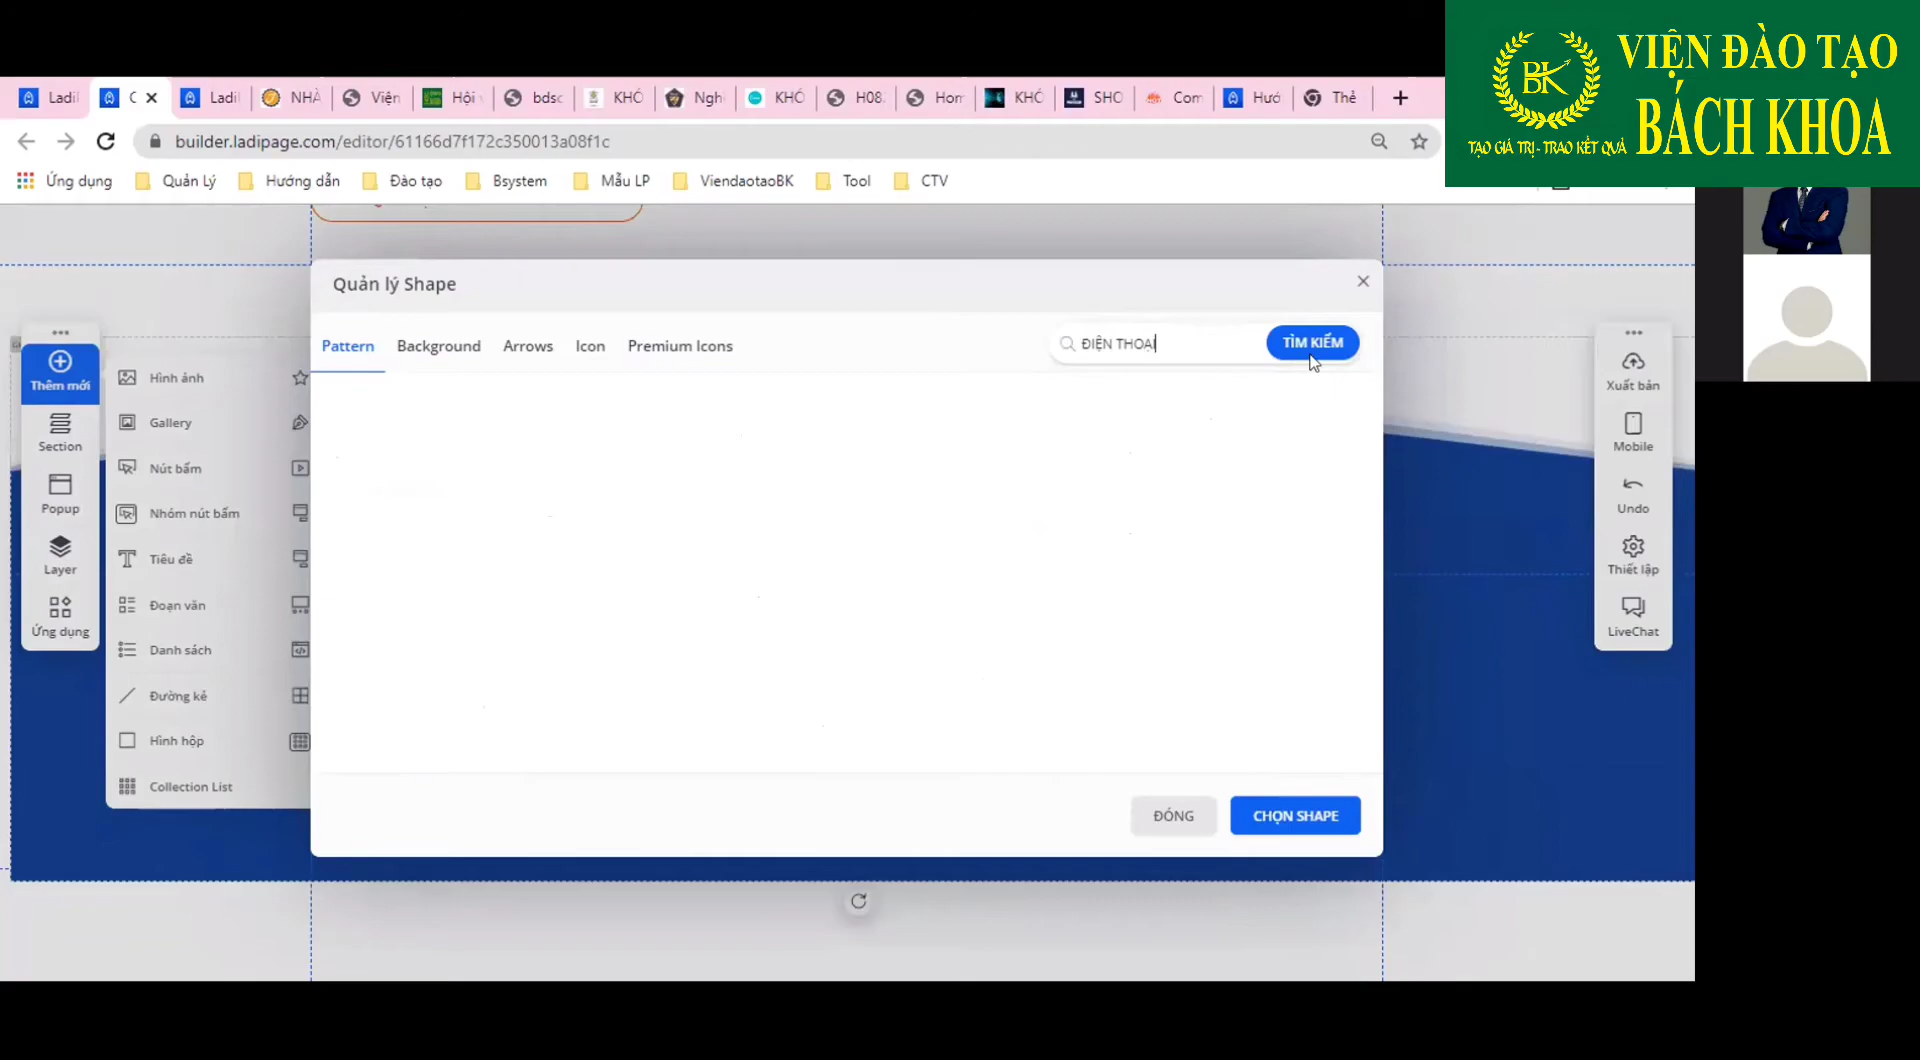 VIỆN ĐÀO TẠO
BÁCH KHOA
BK
TẠO GIÁ TRỊ - TRAO KẾT QUẢ
Ladi
C
Ladi
NHÀ
Viện
Hội
bdsc
KHÓ
Ngh
KHÓ
H08
Hom
KHÓ
SHO
Com
Hướ
Thẻ
builder.ladipage.com/editor/61166d7f172c350013a08f1c
Ứng dụng
Quản Lý
Hướng dẫn
Đào tạo
Bsystem
Mẫu LP
ViendaotaoBK
Tool
CTV
Quản lý Shape
Pattern
Background
Arrows
Icon
Premium Icons
ĐIỆN THOẠI
TÌM KIẾM
Thêm mới
Section
Popup
Layer
Ứng dụng
Hình ảnh
Gallery
Nút bấm
Nhóm nút bấm
Tiêu đề
Đoạn văn
Danh sách
Đường kẻ
Hình hộp
Collection List
ĐÓNG
CHỌN SHAPE
Xuất bản
Mobile
Undo
Thiết lập
LiveChat